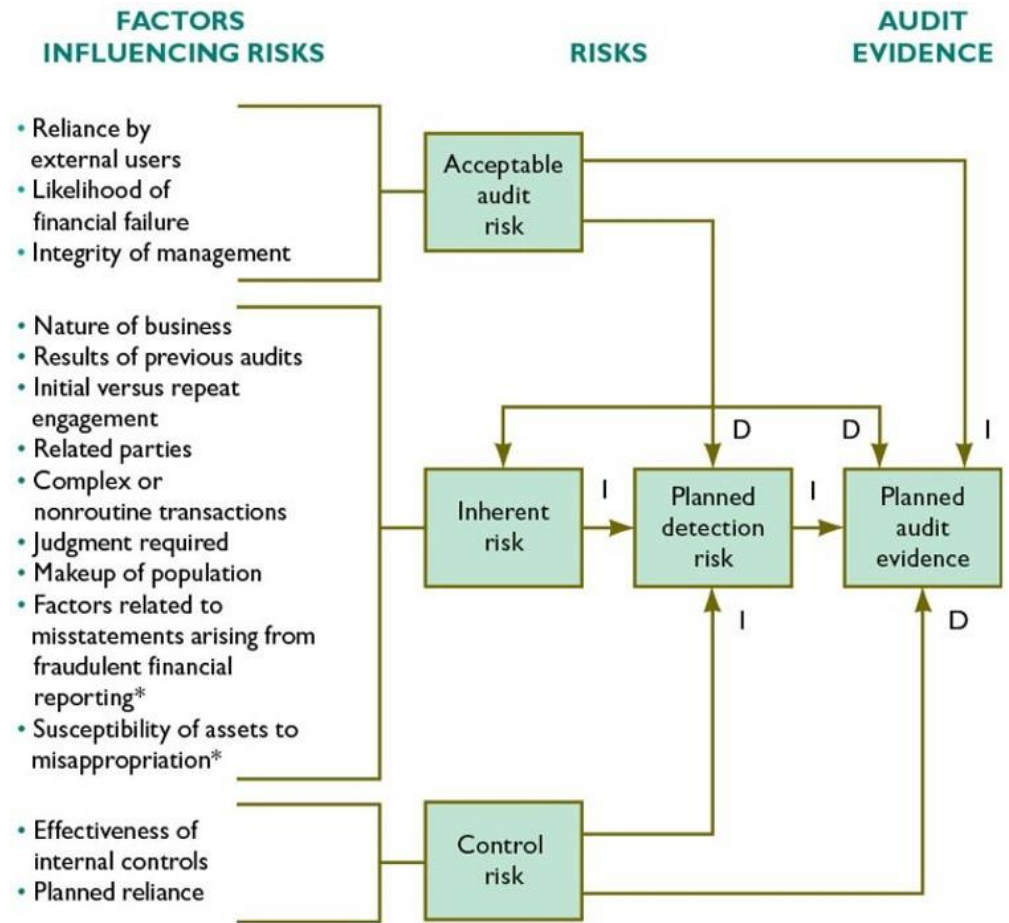 FACTORS
INFLUENCING RISKS
RISKS
AUDIT
EVIDENCE
• Reliance by
external users
• Likelihood of
financial failure
• Integrity of management
Acceptable
audit
risk
• Nature of business
• Results of previous audits
• Initial versus repeat
engagement
• Related parties
• Complex or
nonroutine transactions
• Judgment required
• Makeup of population
• Factors related to
misstatements arising from
fraudulent financial
reporting*
• Susceptibility of assets to
misappropriation*
D
D
I
Inherent
risk
I
Planned
detection
risk
I
Planned
audit
evidence
I
D
• Effectiveness of
internal controls
• Planned reliance
Control
risk